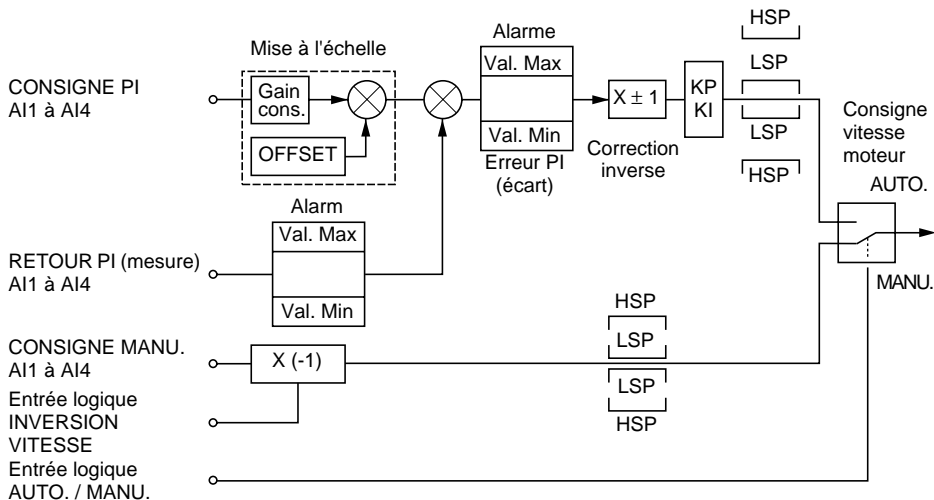 HSP
Alarme
Mise à l'échelle
Val. Max
LSP
CONSIGNE PI
AI1 à AI4
Gain
cons.
X ± 1
KP
KI
Consigne
vitesse
moteur
OFFSET
Val. Min
LSP
Erreur PI
(écart)
Correction
inverse
HSP
AUTO.
Alarm
Val. Max
RETOUR PI (mesure)
AI1 à AI4
Val. Min
MANU.
HSP
CONSIGNE MANU.
AI1 à AI4
X (-1)
LSP
LSP
HSP
Entrée logique
INVERSION
VITESSE
Entrée logique
AUTO. / MANU.